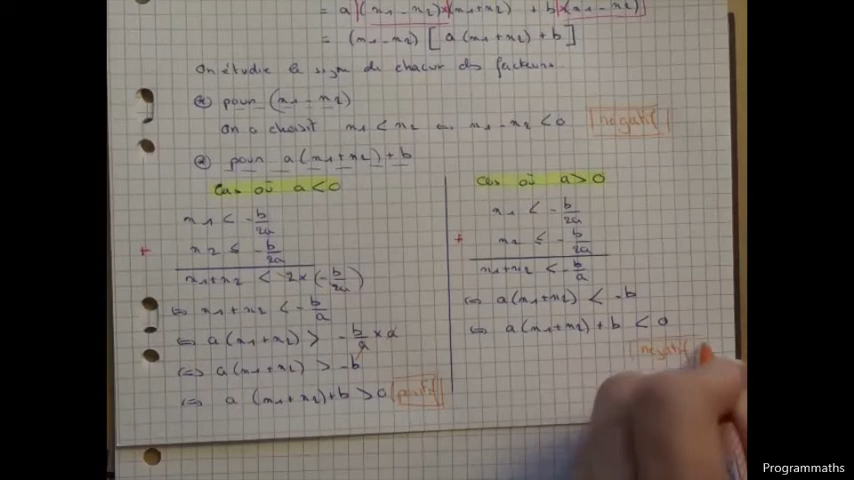 = a (x1 - x2)x(x1+x2) + b x(x1 - x2)
= (x1 - x2) [ a (x1+x2) + b ]
On étudie le signe de chacun des facteurs.
pour (x1 - x2)
On a choisit x1 < x2 ⇔ x1 - x2 < 0 négatif
pour a(x1+x2) + b
Cas où a < 0
x1 < -b/2a
+ x2 ≤ -b/2a
x1+x2 < 2 x (-b/2a)
⇔ x1+x2 < -b/a
⇔ a(x1+x2) > -b/a x a
⇔ a(x1+x2) > -b
⇔ a (x1+x2)+b > 0 positif
Cas où a > 0
x1 < -b/2a
+ x2 ≤ -b/2a
x1+x2 < -b/a
⇔ a(x1+x2) < -b
⇔ a(x1+x2) + b < 0
négatif
Programmaths